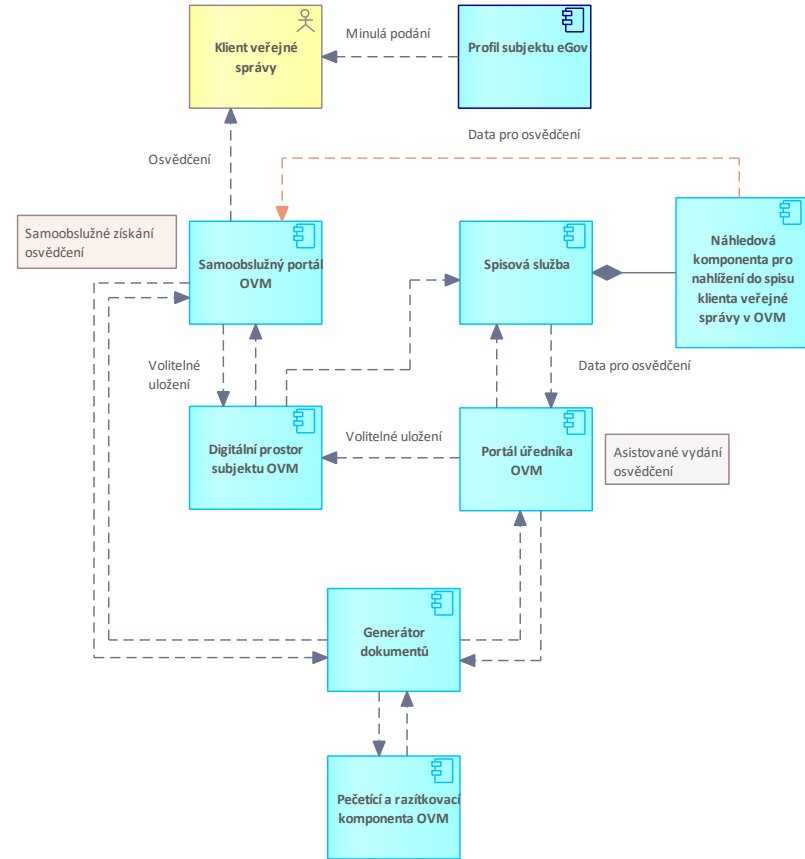 Klient veřejné
správy
Minulá podání
Profil subjektu eGov
Osvědčení
Data pro osvědčení
Samoobslužné získání
osvědčení
Samoobslužný portál
OVM
Spisová služba
Náhledová
komponenta pro
nahlížení do spisu
klienta veřejné
správy v OVM
Volitelné
uložení
Data pro osvědčení
Digitální prostor
subjektu OVM
Volitelné uložení
Portál úředníka
OVM
Asistované vydání
osvědčení
Generátor
dokumentů
Pečetící a razítkovací
komponenta OVM